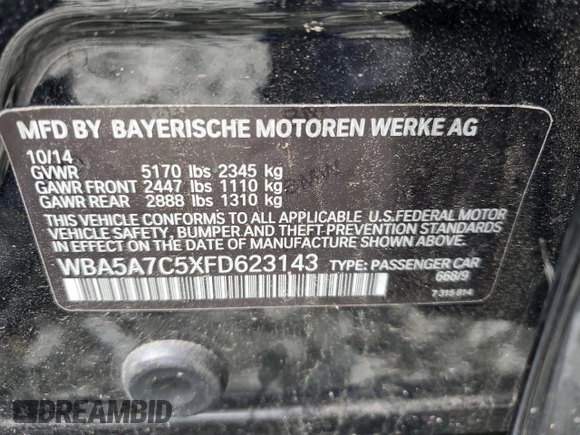 MFD BY BAYERISCHE MOTOREN WERKE AG
10/14
GVWR 5170 lbs 2345 kg
GAWR FRONT 2447 lbs 1110 kg
GAWR REAR 2888 lbs 1310 kg
THIS VEHICLE CONFORMS TO ALL APPLICABLE U.S. FEDERAL MOTOR
VEHICLE SAFETY, BUMPER AND THEFT-PREVENTION STANDARDS
IN EFFECT ON THE DATE OF MANUFACTURE SHOWN ABOVE.
WBA5A7C5XFD623143 TYPE: PASSENGER CAR
668/9
7 315 814
DREAMBID